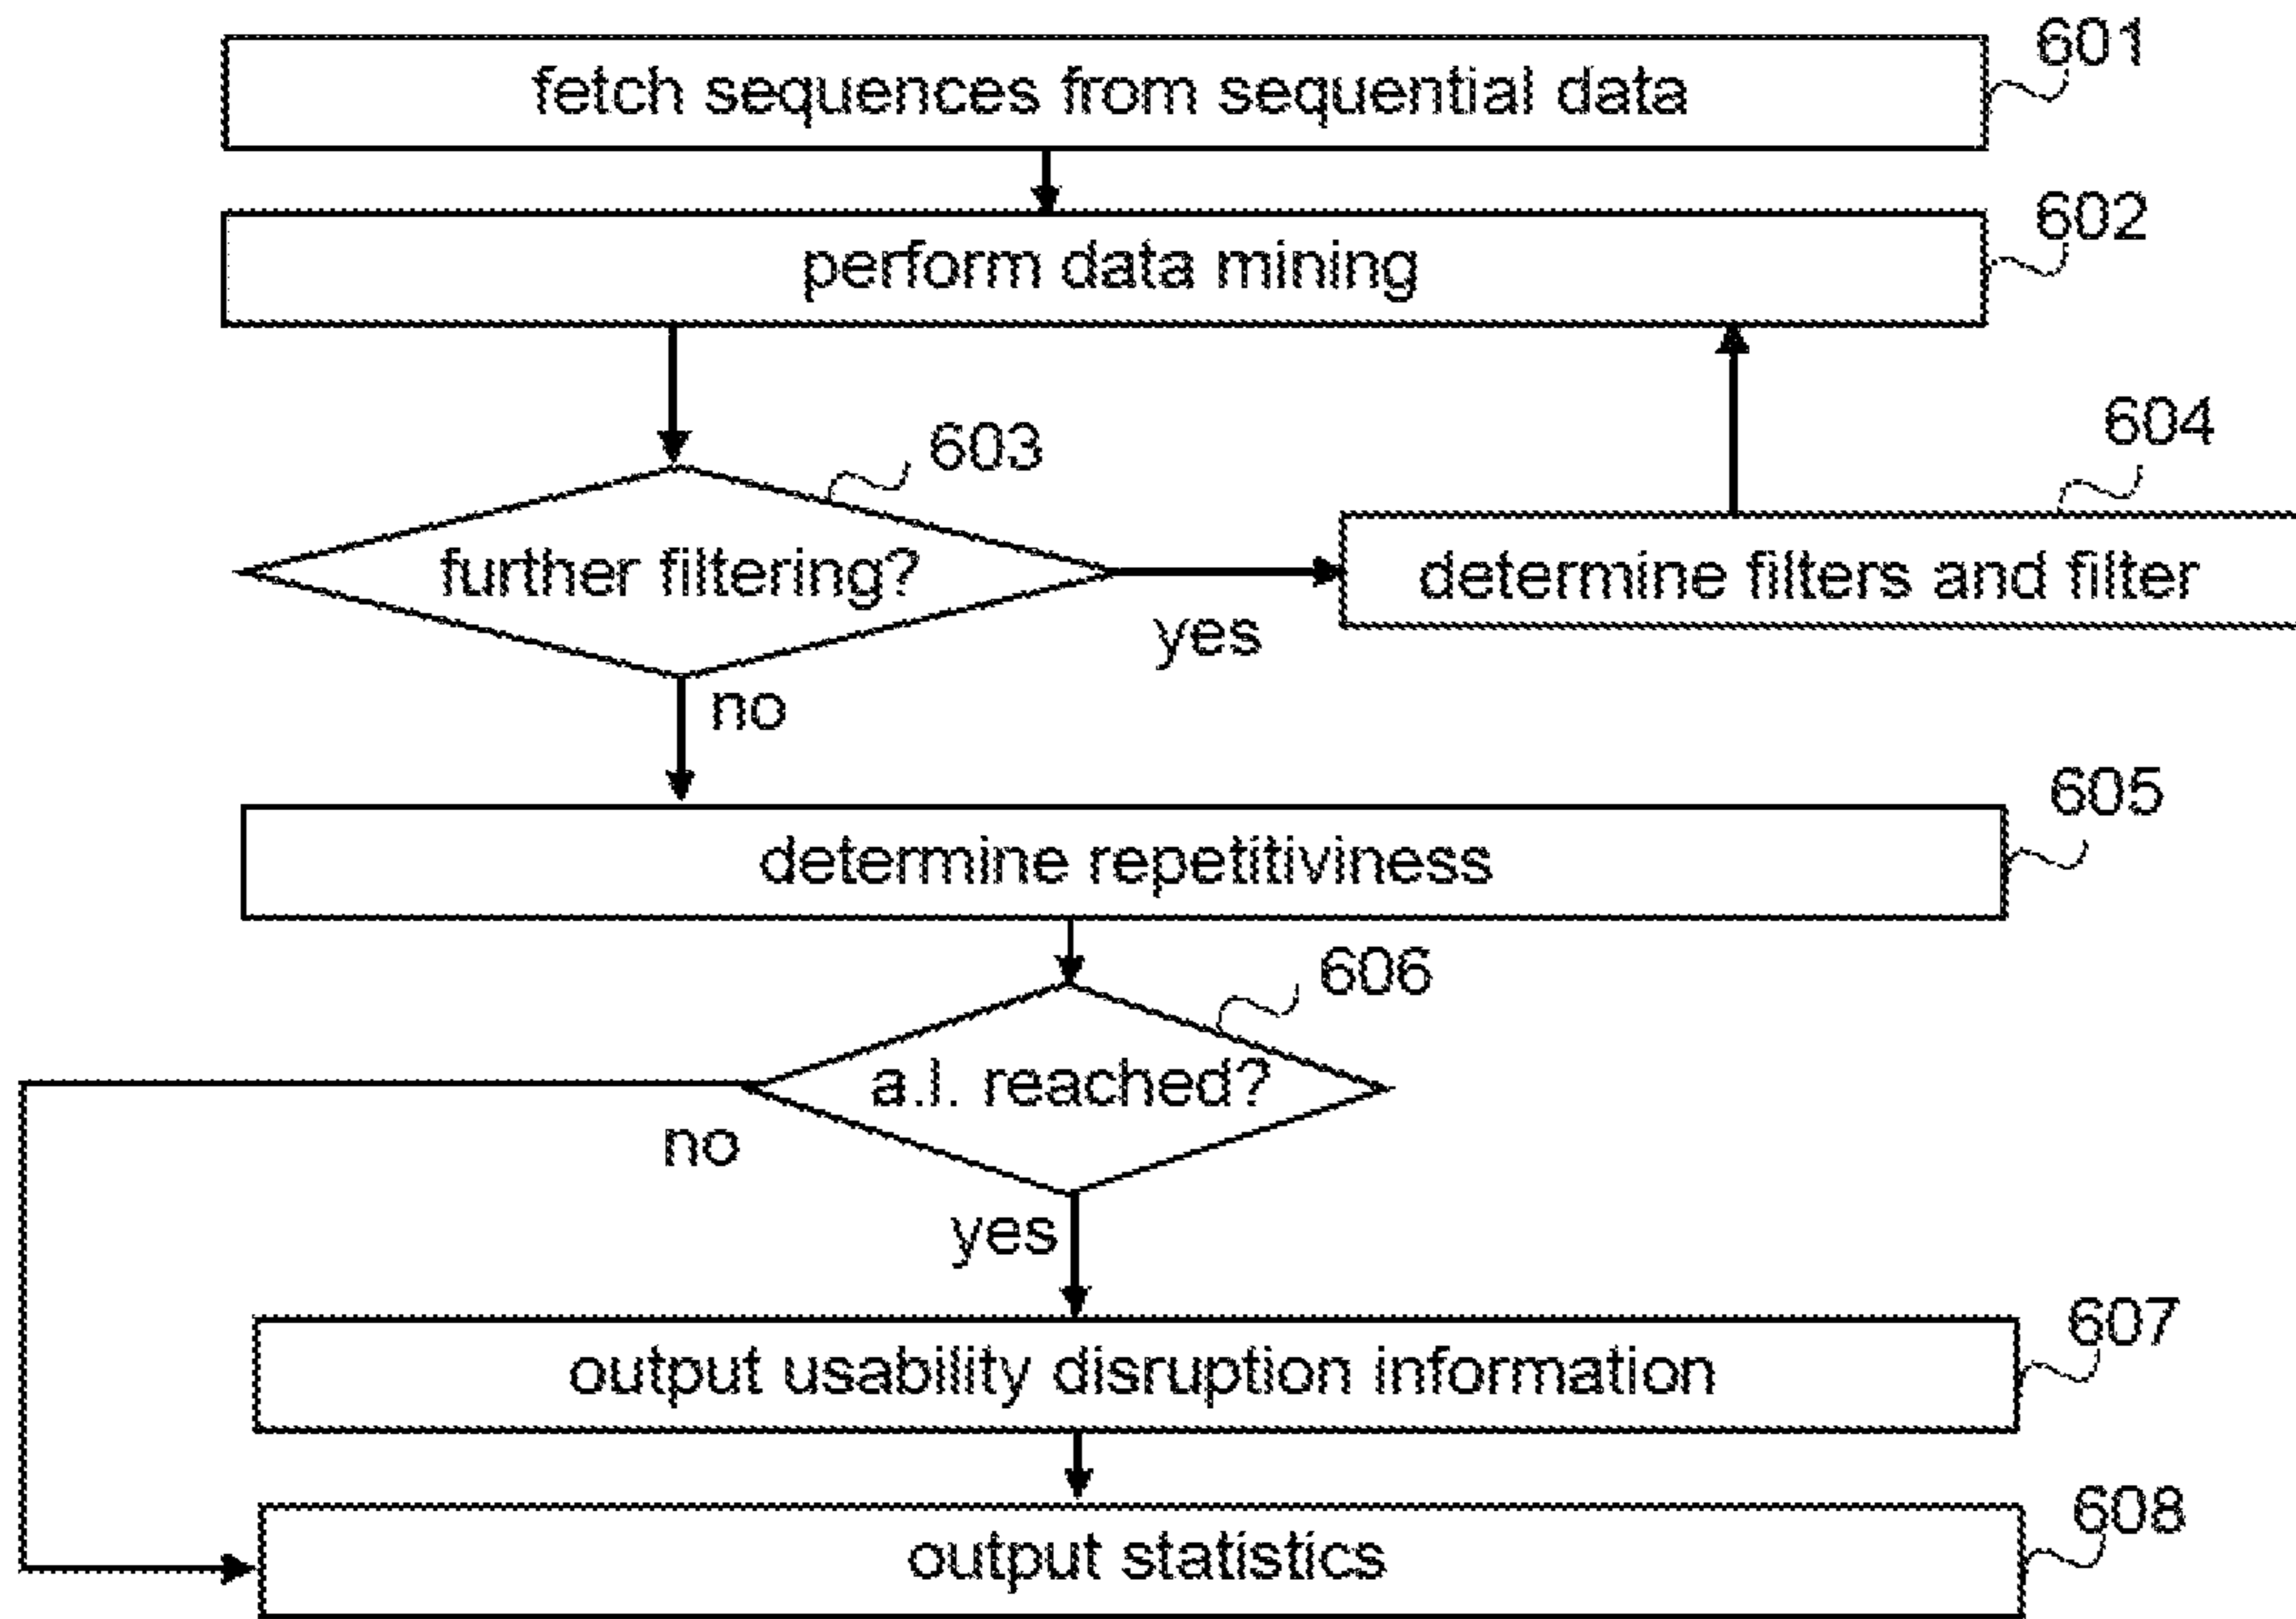 601
fetch sequences from sequential data
602
perform data mining
603
604
further filtering?
determine filters and filter
yes
no
605
determine repetitiviness
606
a.l. reached?
no
yes
607
output usability disruption information
608
output statistics